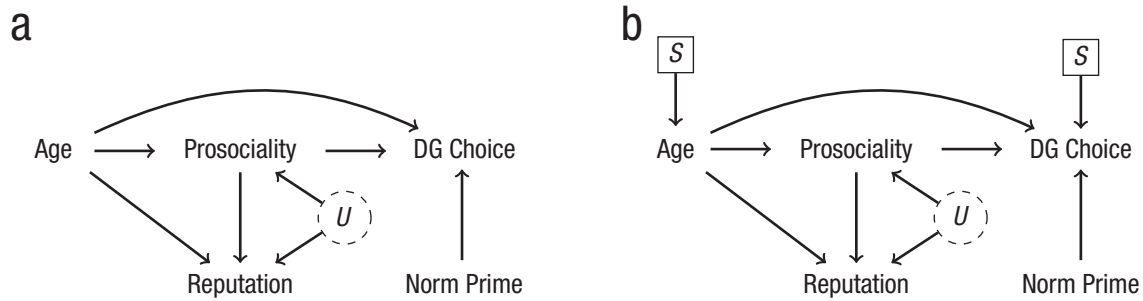 a
Age
Prosociality
DG Choice
U
Reputation
Norm Prime
b
S
S
Age
Prosociality
DG Choice
U
Reputation
Norm Prime